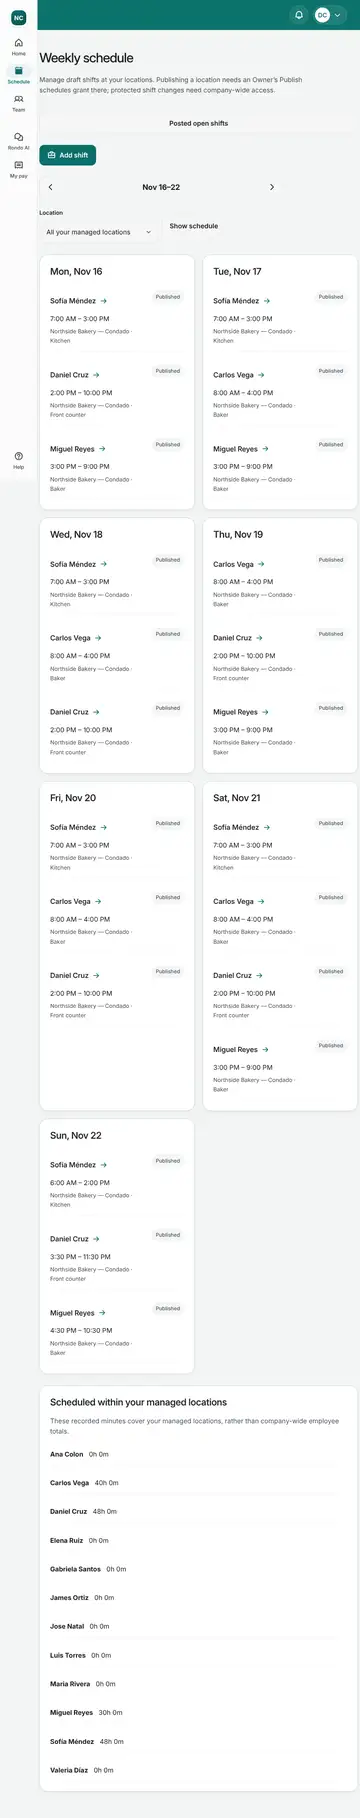 NC
DC
Home
Schedule
Team
Rondo AI
My pay
Help
Weekly schedule
Manage draft shifts at your locations. Publishing a location needs an Owner's Publish
schedules grant there; protected shift changes need company-wide access.
Posted open shifts
Add shift
Nov 16–22
Location
All your managed locations
Show schedule
Mon, Nov 16
Sofía Méndez →
Published
7:00 AM – 3:00 PM
Northside Bakery — Condado ·
Kitchen
Daniel Cruz →
Published
2:00 PM – 10:00 PM
Northside Bakery — Condado ·
Front counter
Miguel Reyes →
Published
3:00 PM – 9:00 PM
Northside Bakery — Condado ·
Baker
Tue, Nov 17
Sofía Méndez →
Published
7:00 AM – 3:00 PM
Northside Bakery — Condado ·
Kitchen
Carlos Vega →
Published
8:00 AM – 4:00 PM
Northside Bakery — Condado ·
Baker
Miguel Reyes →
Published
3:00 PM – 9:00 PM
Northside Bakery — Condado ·
Baker
Wed, Nov 18
Sofía Méndez →
Published
7:00 AM – 3:00 PM
Northside Bakery — Condado ·
Kitchen
Carlos Vega →
Published
8:00 AM – 4:00 PM
Northside Bakery — Condado ·
Baker
Daniel Cruz →
Published
2:00 PM – 10:00 PM
Northside Bakery — Condado ·
Front counter
Thu, Nov 19
Carlos Vega →
Published
8:00 AM – 4:00 PM
Northside Bakery — Condado ·
Baker
Daniel Cruz →
Published
2:00 PM – 10:00 PM
Northside Bakery — Condado ·
Front counter
Miguel Reyes →
Published
3:00 PM – 9:00 PM
Northside Bakery — Condado ·
Baker
Fri, Nov 20
Sofía Méndez →
Published
7:00 AM – 3:00 PM
Northside Bakery — Condado ·
Kitchen
Carlos Vega →
Published
8:00 AM – 4:00 PM
Northside Bakery — Condado ·
Baker
Daniel Cruz →
Published
2:00 PM – 10:00 PM
Northside Bakery — Condado ·
Front counter
Sat, Nov 21
Sofía Méndez →
Published
7:00 AM – 3:00 PM
Northside Bakery — Condado ·
Kitchen
Carlos Vega →
Published
8:00 AM – 4:00 PM
Northside Bakery — Condado ·
Baker
Daniel Cruz →
Published
2:00 PM – 10:00 PM
Northside Bakery — Condado ·
Front counter
Miguel Reyes →
Published
3:00 PM – 9:00 PM
Northside Bakery — Condado ·
Baker
Sun, Nov 22
Sofía Méndez →
Published
6:00 AM – 2:00 PM
Northside Bakery — Condado ·
Kitchen
Daniel Cruz →
Published
3:30 PM – 11:30 PM
Northside Bakery — Condado ·
Front counter
Miguel Reyes →
Published
4:30 PM – 10:30 PM
Northside Bakery — Condado ·
Baker
Scheduled within your managed locations
These recorded minutes cover your managed locations, rather than company-wide employee
totals.
Ana Colon 0h 0m
Carlos Vega 40h 0m
Daniel Cruz 48h 0m
Elena Ruiz 0h 0m
Gabriela Santos 0h 0m
James Ortiz 0h 0m
Jose Natal 0h 0m
Luis Torres 0h 0m
Maria Rivera 0h 0m
Miguel Reyes 30h 0m
Sofía Méndez 48h 0m
Valeria Díaz 0h 0m